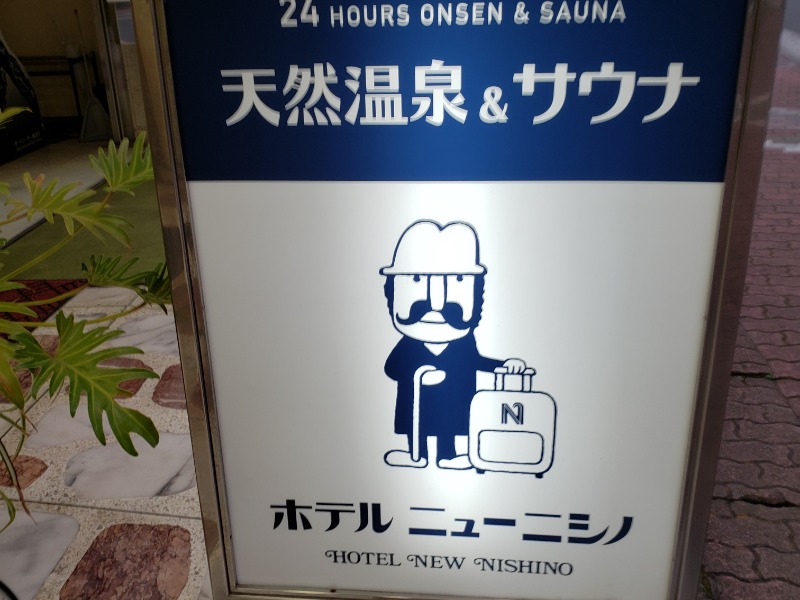 24 HOURS ONSEN & SAUNA
天然温泉&サウナ
N
ホテル ニューニシノ
HOTEL NEW NISHINO